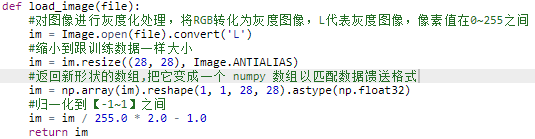 def load_image(file):
    #对图像进行灰度化处理，将RGB转化为灰度图像，L代表灰度图像，像素值在0~255之间
    im = Image.open(file).convert('L')
    #缩小到跟训练数据一样大小
    im = im.resize((28, 28), Image.ANTIALIAS)
    #返回新形状的数组,把它变成一个 numpy 数组以匹配数据馈送格式
    im = np.array(im).reshape(1, 1, 28, 28).astype(np.float32)
    #归一化到【-1~1】之间
    im = im / 255.0 * 2.0 - 1.0
    return im